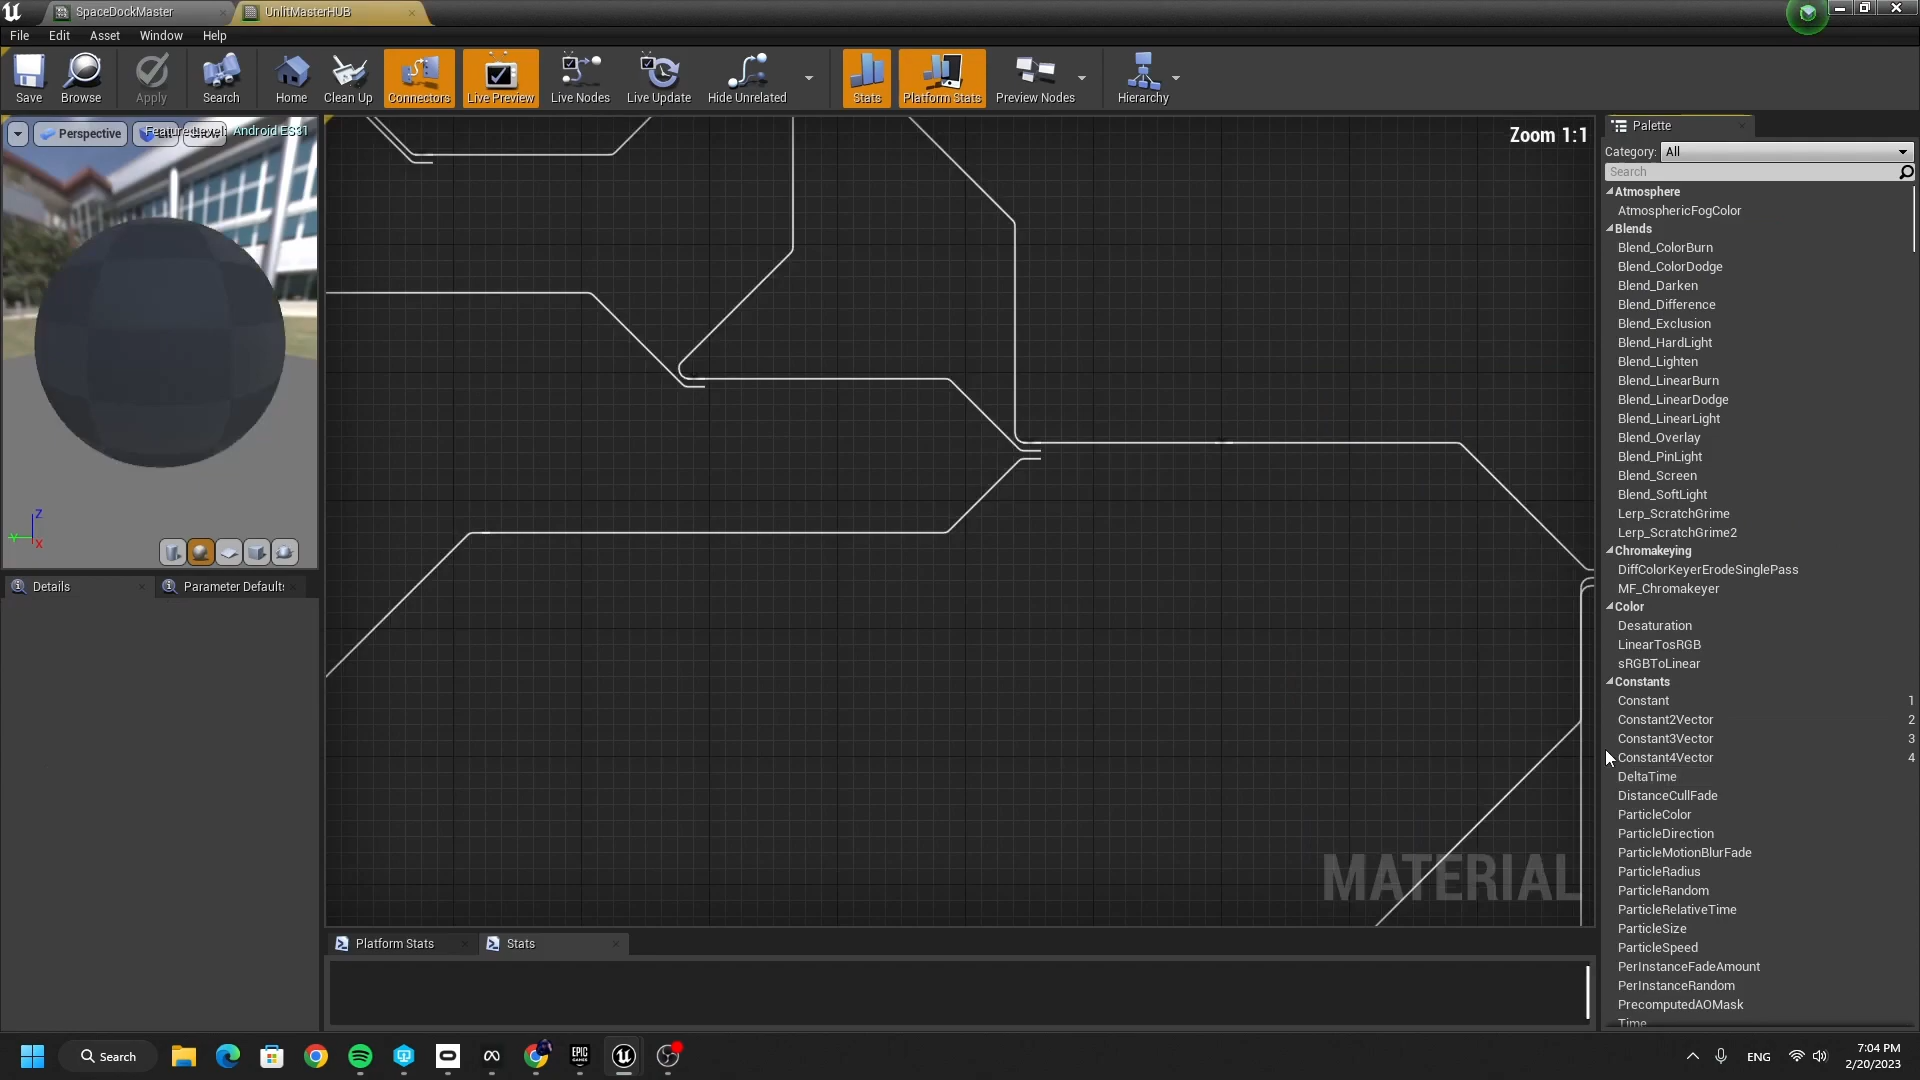 SpaceDockMaster
UnlitMasterHUB
File Edit Asset Window Help
Save Browse Apply Search Home Clean Up Connectors Live Preview Live Nodes Live Update Hide Unrelated Stats Platform Stats Preview Nodes Hierarchy
Perspective
Android ES31
Zoom 1:1
Z
X
Details
Parameter Defaults
MATERIAL
Platform Stats
Stats
Palette
Category: All
Search
Atmosphere
AtmosphericFogColor
Blends
Blend_ColorBurn
Blend_ColorDodge
Blend_Darken
Blend_Difference
Blend_Exclusion
Blend_HardLight
Blend_Lighten
Blend_LinearBurn
Blend_LinearDodge
Blend_LinearLight
Blend_Overlay
Blend_PinLight
Blend_Screen
Blend_SoftLight
Lerp_ScratchGrime
Lerp_ScratchGrime2
Chromakeying
DiffColorKeyerErodeSinglePass
MF_Chromakeyer
Color
Desaturation
LinearTosRGB
sRGBToLinear
Constants
Constant 1
Constant2Vector 2
Constant3Vector 3
Constant4Vector 4
DeltaTime
DistanceCullFade
ParticleColor
ParticleDirection
ParticleMotionBlurFade
ParticleRadius
ParticleRandom
ParticleRelativeTime
ParticleSize
ParticleSpeed
PerInstanceFadeAmount
PerInstanceRandom
PrecomputedAOMask
Time
Search
EPIC
GAMES
ENG
7:04 PM
2/20/2023